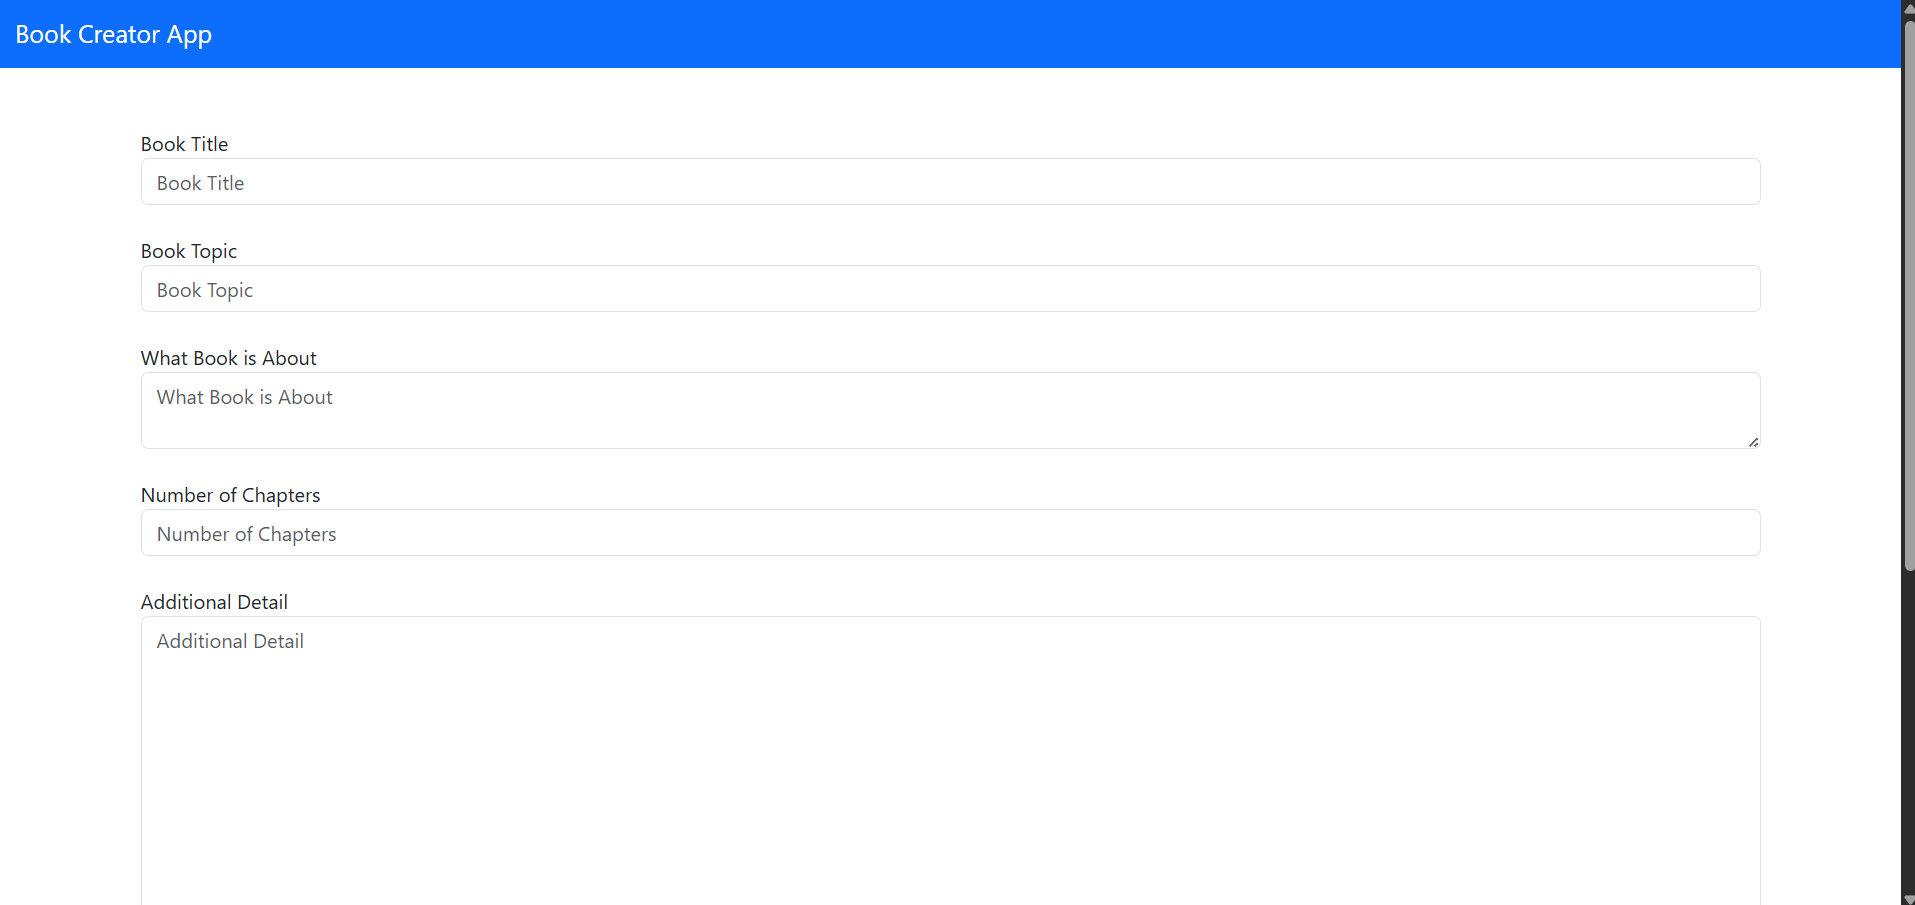 Book Creator App
Book Title
Book Title
Book Topic
Book Topic
What Book is About
What Book is About
Number of Chapters
Number of Chapters
Additional Detail
Additional Detail